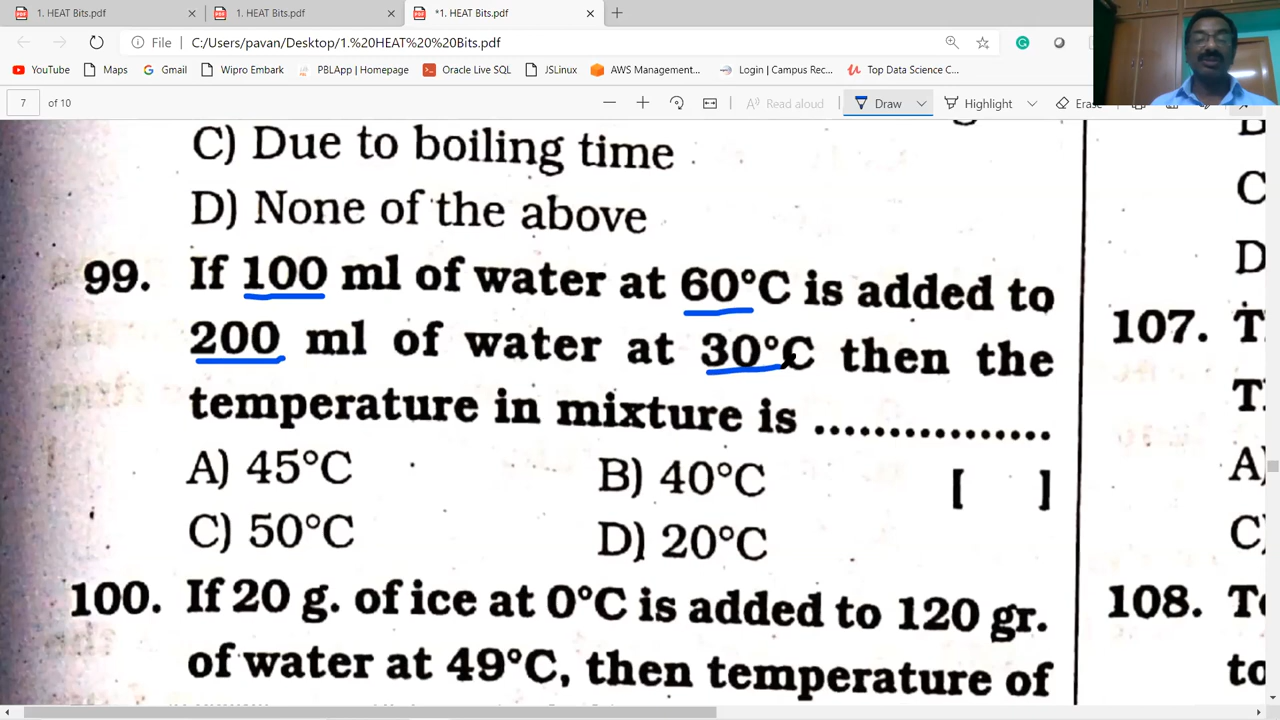 1. HEAT Bits.pdf
1. HEAT Bits.pdf
*1. HEAT Bits.pdf
File
C:/Users/pavan/Desktop/1.%20HEAT%20%20Bits.pdf
YouTube
Maps
Gmail
Wipro Embark
PBLApp | Homepage
Oracle Live SQL
JSLinux
AWS Management...
Login | Campus Rec...
Top Data Science C...
7
of 10
Read aloud
Draw
Highlight
Erase
C) Due to boiling time
D) None of the above
99. If 100 ml of water at 60°C is added to
200 ml of water at 30°C then the
temperature in mixture is ................
A) 45°C
B) 40°C
[ ]
C) 50°C
D) 20°C
100. If 20 g. of ice at 0°C is added to 120 gr.
of water at 49°C, then temperature of
C
D
107. T
T
A)
C)
108. To
to